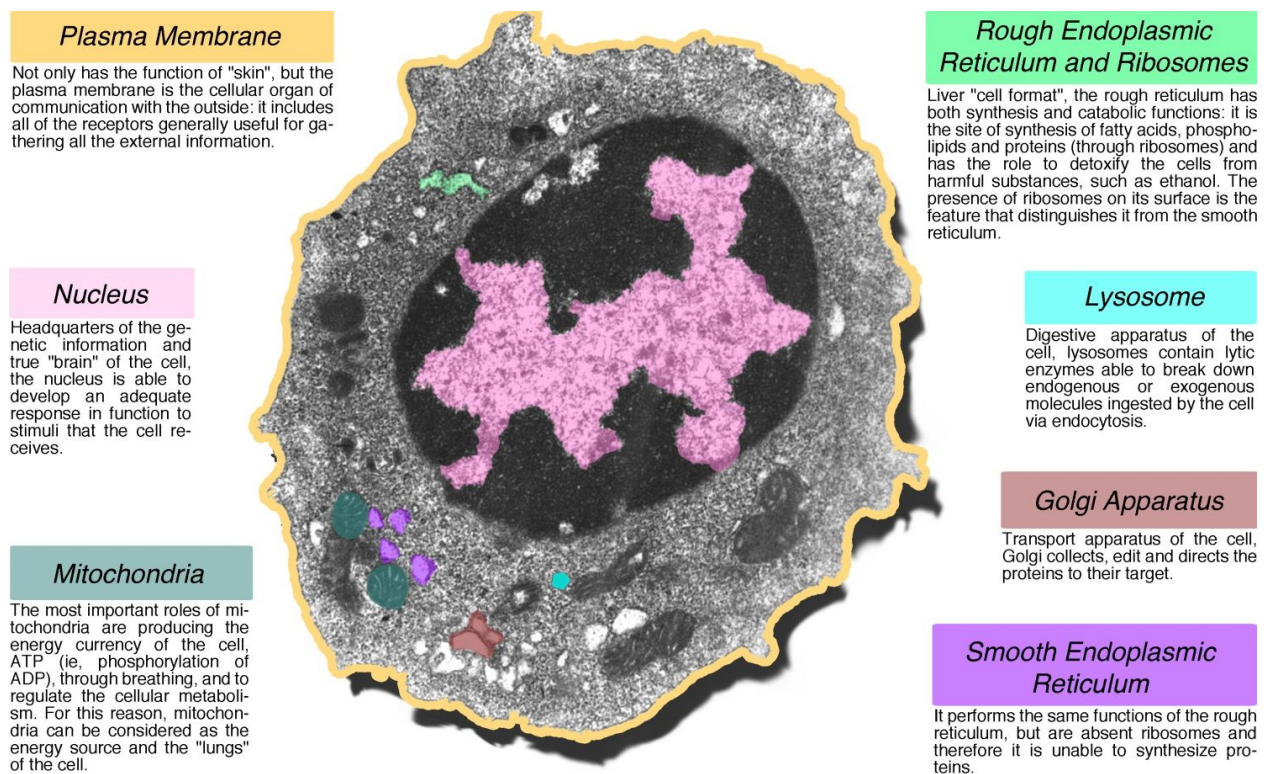 Plasma Membrane
Not only has the function of "skin", but the
plasma membrane is the cellular organ of
communication with the outside: it includes
all of the receptors generally useful for ga-
thering all the external information.
Nucleus
Headquarters of the ge-
netic information and
true "brain" of the cell,
the nucleus is able to
develop an adequate
response in function to
stimuli that the cell re-
ceives.
Mitochondria
The most important roles of mi-
tochondria are producing the
energy currency of the cell,
ATP (ie, phosphorylation of
ADP), through breathing, and to
regulate the cellular metaboli-
sm. For this reason, mitochon-
dria can be considered as the
energy source and the "lungs"
of the cell.
Rough Endoplasmic
Reticulum and Ribosomes
Liver "cell format", the rough reticulum has
both synthesis and catabolic functions: it is
the site of synthesis of fatty acids, phospho-
lipids and proteins (through ribosomes) and
has the role to detoxify the cells from
harmful substances, such as ethanol. The
presence of ribosomes on its surface is the
feature that distinguishes it from the smooth
reticulum.
Lysosome
Digestive apparatus of the
cell, lysosomes contain lytic
enzymes able to break down
endogenous or exogenous
molecules ingested by the cell
via endocytosis.
Golgi Apparatus
Transport apparatus of the cell,
Golgi collects, edit and directs the
proteins to their target.
Smooth Endoplasmic
Reticulum
It performs the same functions of the rough
reticulum, but are absent ribosomes and
therefore it is unable to synthesize pro-
teins.